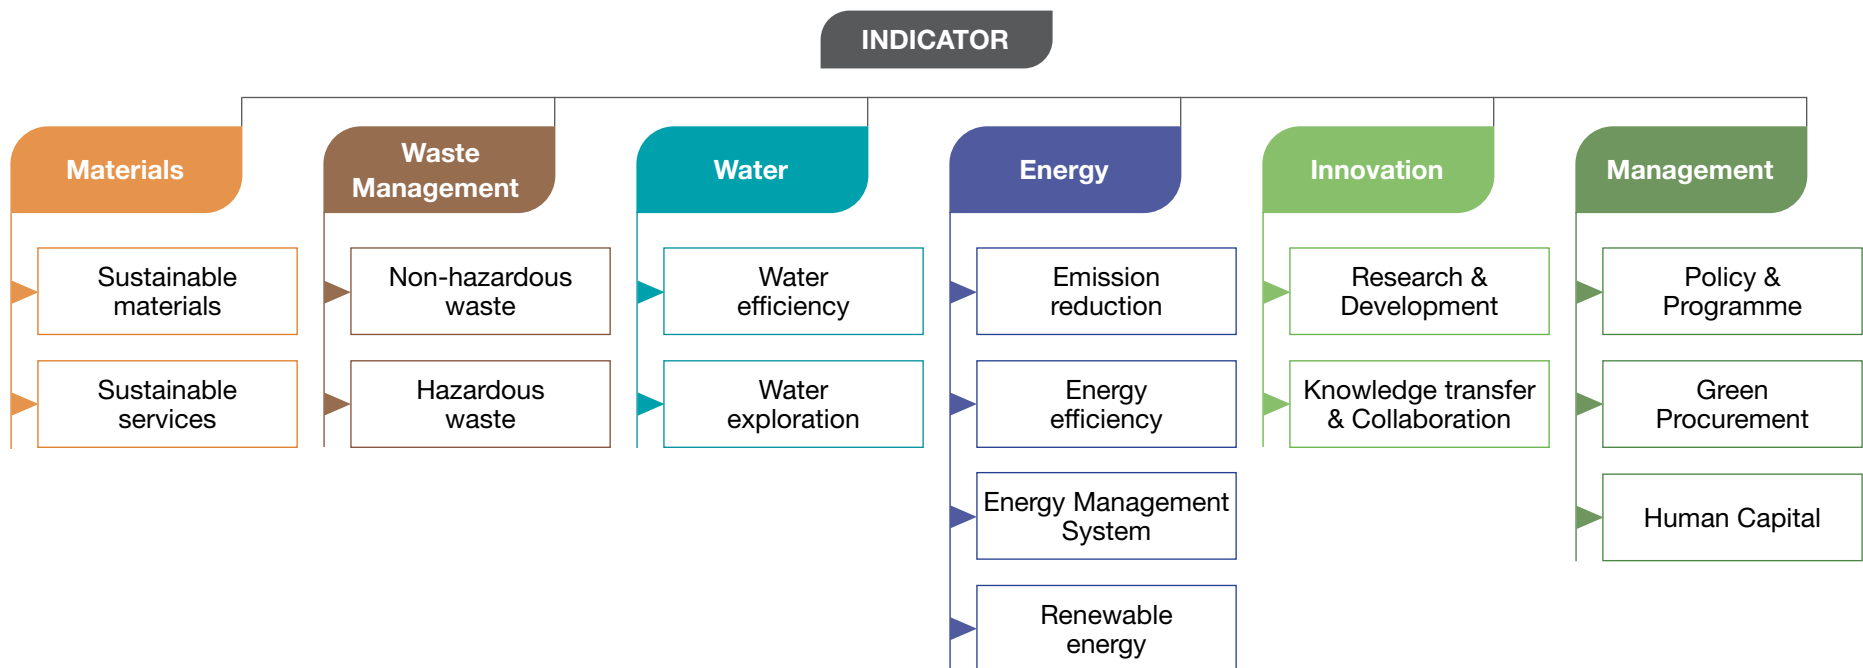 INDICATOR
Materials
Sustainable
materials
Sustainable
services
Waste
Management
Non-hazardous
waste
Hazardous
waste
Water
Water
efficiency
Water
exploration
Energy
Emission
reduction
Energy
efficiency
Energy Management
System
Renewable
energy
Innovation
Research &
Development
Knowledge transfer
& Collaboration
Management
Policy &
Programme
Green
Procurement
Human Capital